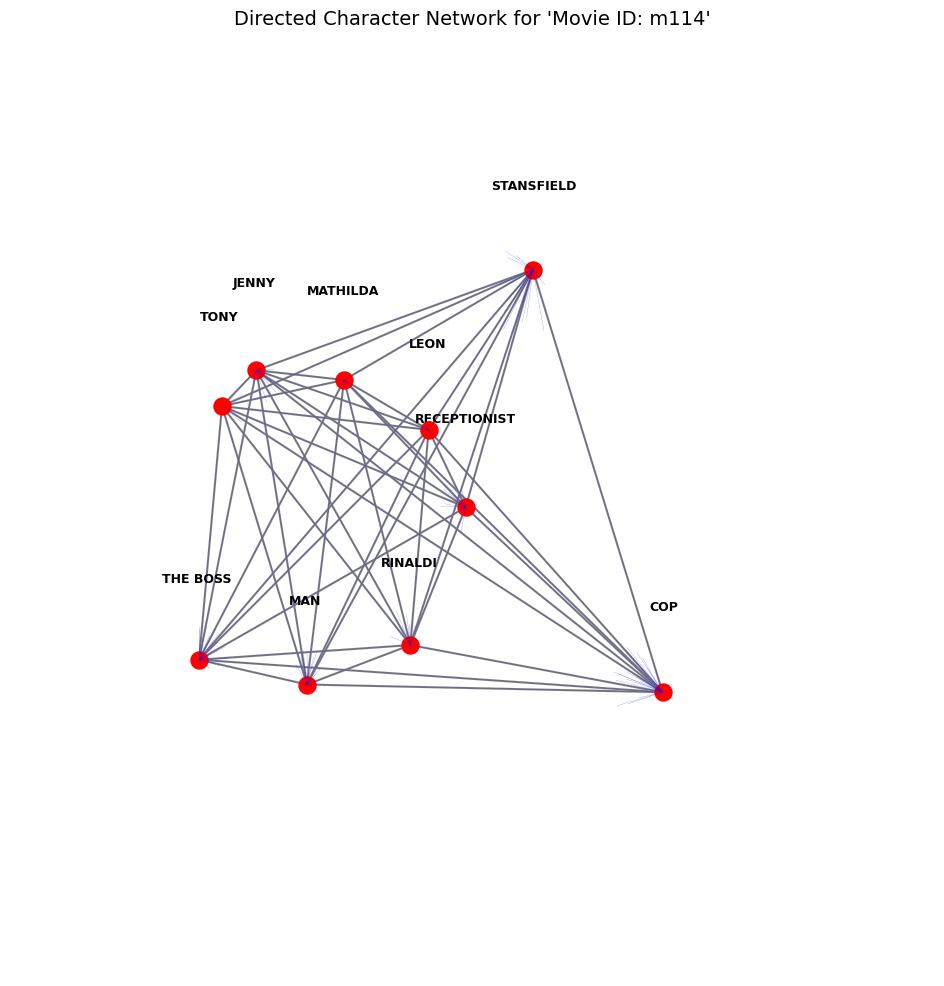 Directed Character Network for 'Movie ID: m114'
STANSFIELD
JENNY
MATHILDA
TONY
LEON
RECEPTIONIST
RINALDI
THE BOSS
MAN
COP